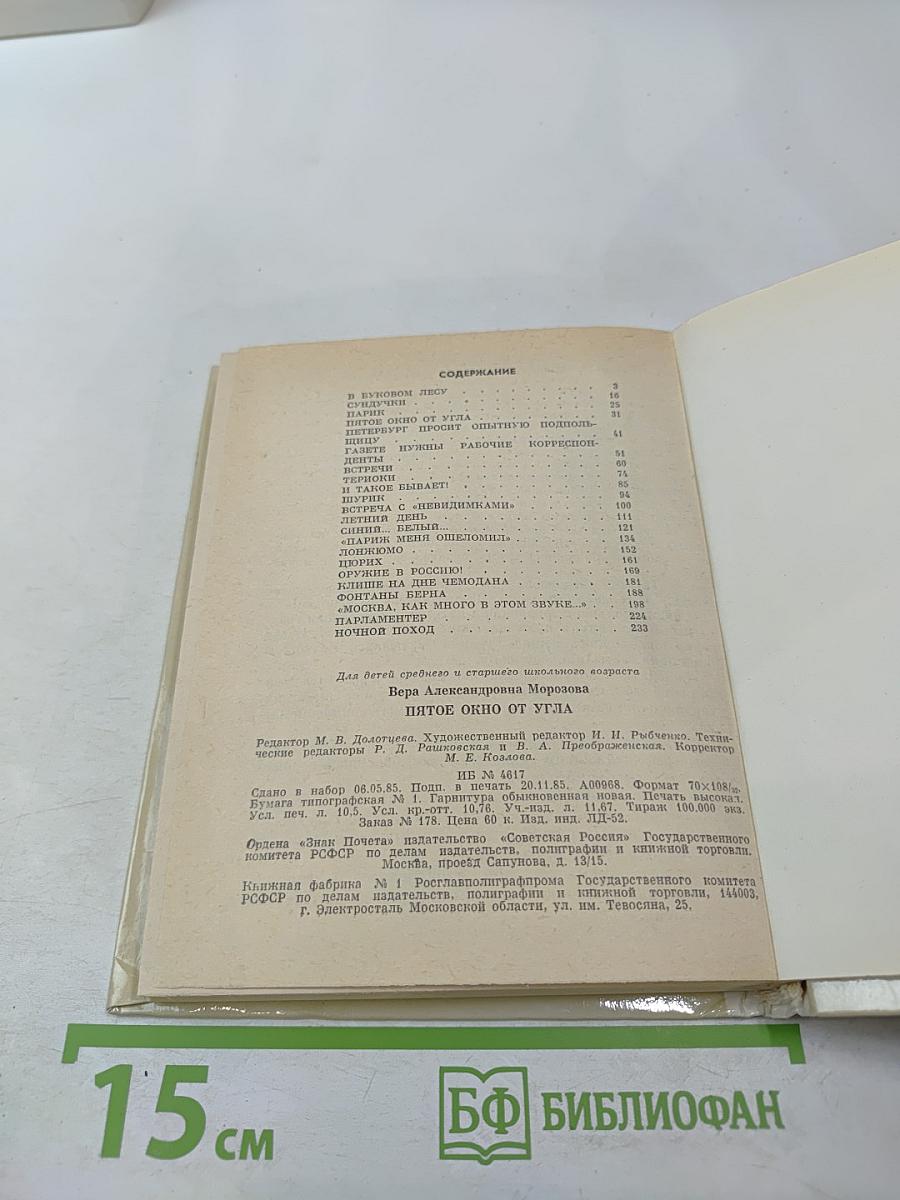 СОДЕРЖАНИЕ
В БУКОВОМ ЛЕСУ . . . . . . . . . 3
СУНДУЧКИ . . . . . . . . . . 16
ПАРИК . . . . . . . . . . . 25
ПЯТОЕ ОКНО ОТ УГЛА . . . . . . . . 31
ПЕТЕРБУРГ ПРОСИТ ОПЫТНУЮ ПОДПОЛЬ-
ЩИЦУ . . . . . . . . . . . 41
ГАЗЕТЕ НУЖНЫ РАБОЧИЕ КОРРЕСПОН-
ДЕНТЫ . . . . . . . . . . . 51
ВСТРЕЧИ . . . . . . . . . . 60
ТЕРИОКИ . . . . . . . . . . 74
И ТАКОЕ БЫВАЕТ! . . . . . . . . 85
ШУРИК . . . . . . . . . . . 94
ВСТРЕЧА С «НЕВИДИМКАМИ» . . . . . 100
ЛЕТНИЙ ДЕНЬ . . . . . . . . . 111
СИНИЙ... БЕЛЫЙ... . . . . . . . . 121
«ПАРИЖ МЕНЯ ОШЕЛОМИЛ» . . . . . . 134
ЛОНЖЮМО . . . . . . . . . . 152
ЦЮРИХ . . . . . . . . . . . 161
ОРУЖИЕ В РОССИЮ! . . . . . . . . 169
КЛИШЕ НА ДНЕ ЧЕМОДАНА . . . . . . 181
ФОНТАНЫ БЕРНА . . . . . . . . 188
«МОСКВА, КАК МНОГО В ЭТОМ ЗВУКЕ...» . . 198
ПАРЛАМЕНТЕР . . . . . . . . . 224
НОЧНОЙ ПОХОД . . . . . . . . . 233
Для детей среднего и старшего школьного возраста
Вера Александровна Морозова
ПЯТОЕ ОКНО ОТ УГЛА
Редактор М. В. Долотцева. Художественный редактор И. И. Рыбченко. Техни-
ческие редакторы Р. Д. Рашковская и В. А. Преображенская. Корректор
М. Е. Козлова.
ИБ № 4617
Сдано в набор 06.05.85. Подп. в печать 20.11.85. А00968. Формат 70×108/32.
Бумага типографская № 1. Гарнитура обыкновенная новая. Печать высокая.
Усл. печ. л. 10,5. Усл. кр.-отт. 10,76. Уч.-изд. л. 11,67. Тираж 100.000 экз.
Заказ № 178. Цена 60 к. Изд. инд. ЛД-52.
Ордена «Знак Почета» издательство «Советская Россия» Государственного
комитета РСФСР по делам издательств, полиграфии и книжной торговли.
Москва, проезд Сапунова, д. 13/15.
Книжная фабрика № 1 Росглавполиграфпрома Государственного комитета
РСФСР по делам издательств, полиграфии и книжной торговли, 144003,
г. Электросталь Московской области, ул. им. Тевосяна, 25.
15 см
БФ БИБЛИОФАН